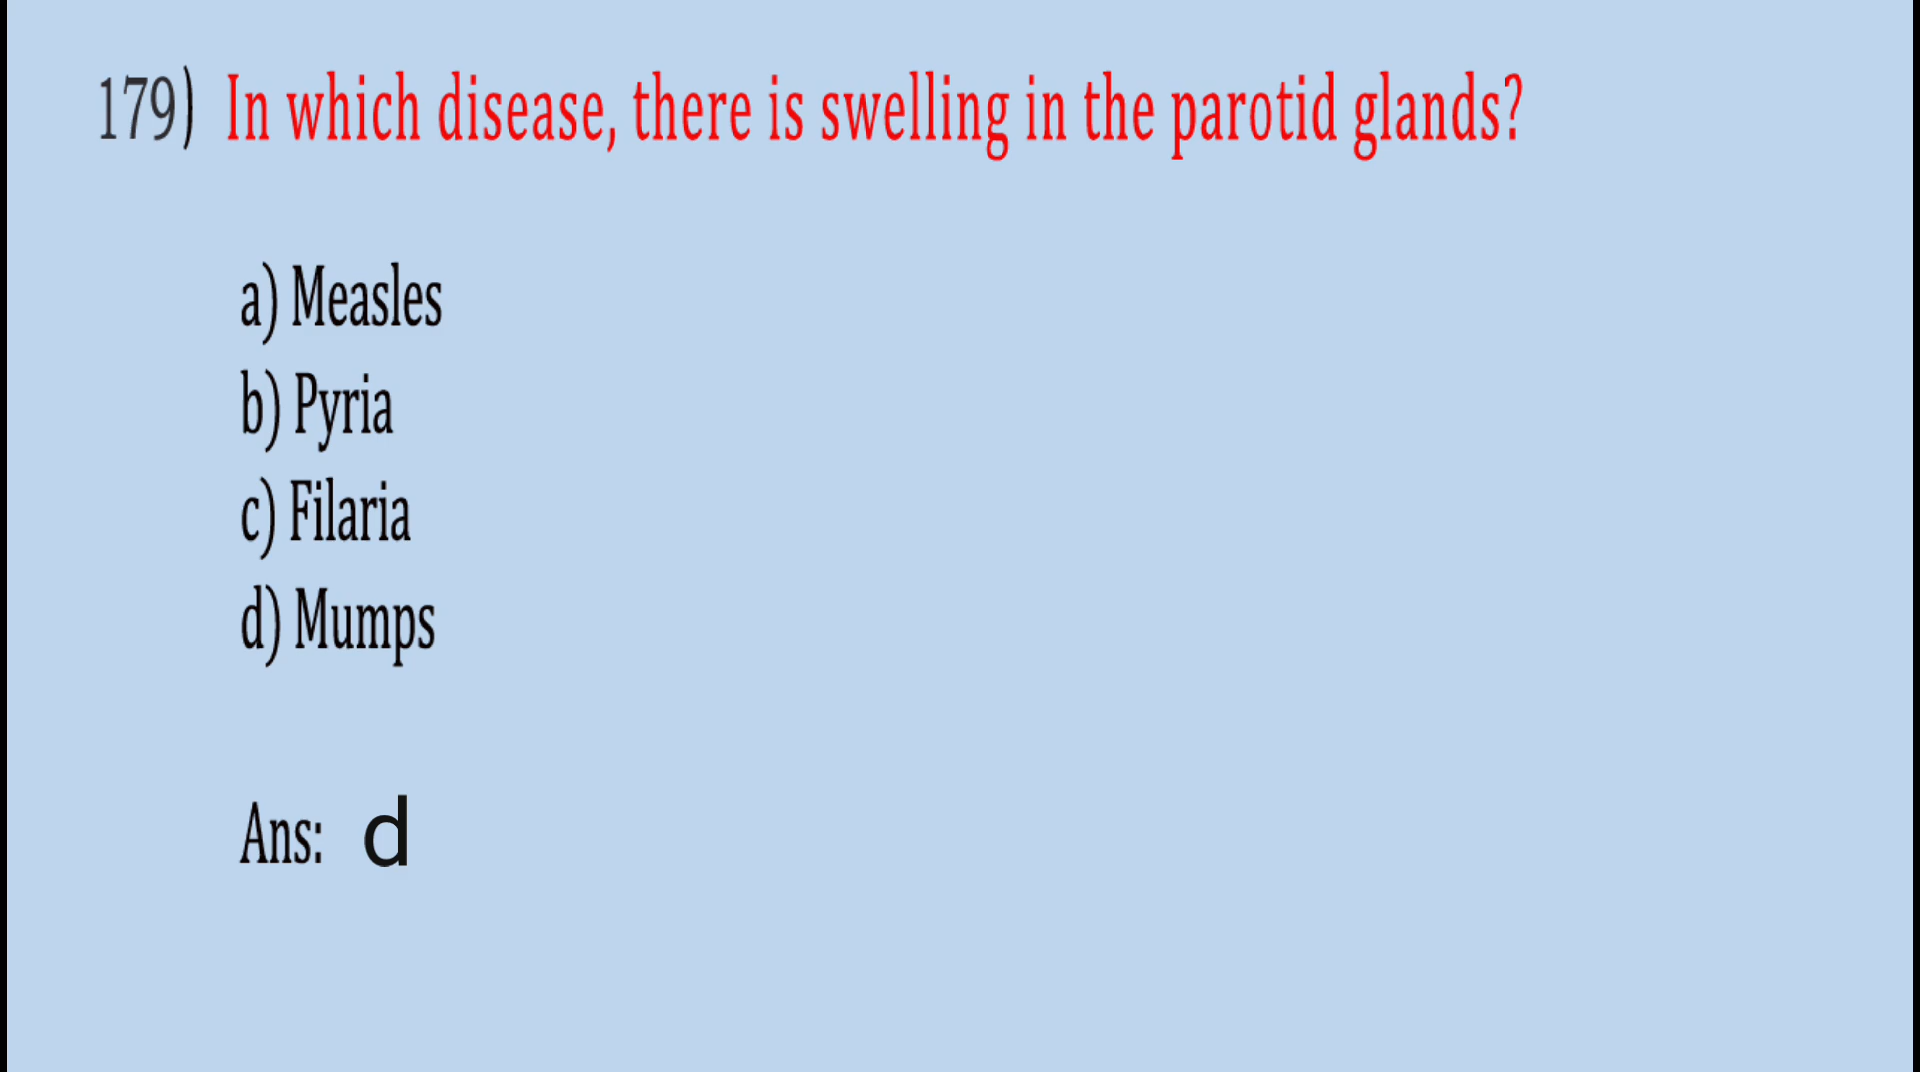 179) In which disease, there is swelling in the parotid glands?
a) Measles
b) Pyria
c) Filaria
d) Mumps
Ans: d